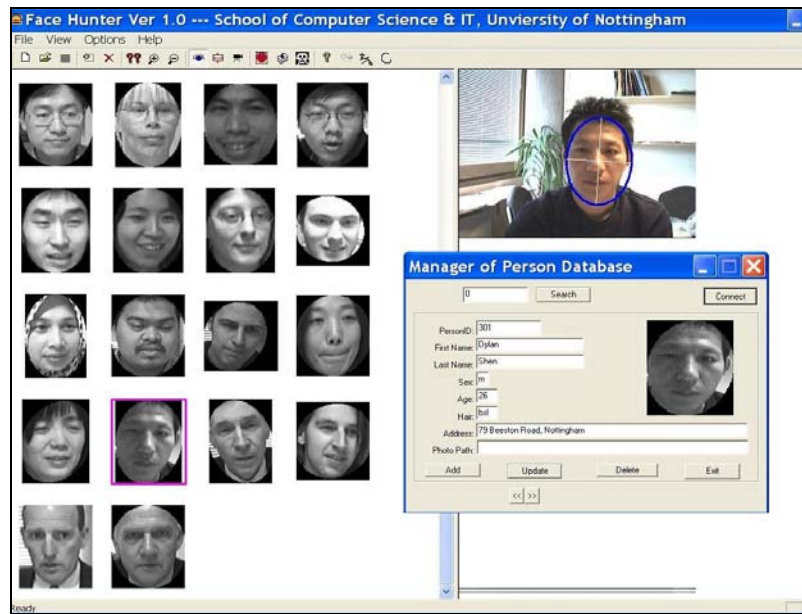 Face Hunter Ver 1.0 --- School of Computer Science & IT, Unviersity of Nottingham
File View Options Help
Manager of Person Database
0 Search Connect
PersonID: 301
First Name: Dylan
Last Name: Shen
Sex: m
Age: 26
Hair: bsl
Address: 79 Beeston Road, Nottingham
Photo Path:
Add Update Delete Exit
<< >>
Ready